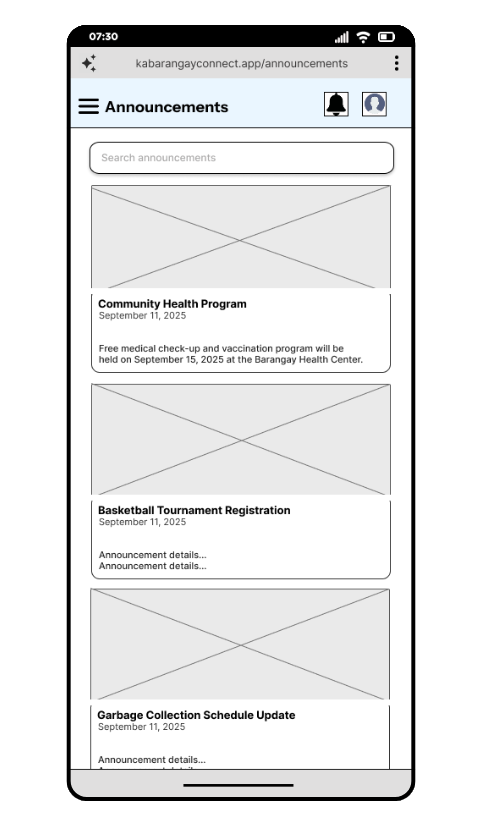 07:30
kabarangayconnect.app/announcements
Announcements
Search announcements
Community Health Program
September 11, 2025
Free medical check-up and vaccination program will be
held on September 15, 2025 at the Barangay Health Center.
Basketball Tournament Registration
September 11, 2025
Announcement details...
Announcement details...
Garbage Collection Schedule Update
September 11, 2025
Announcement details...